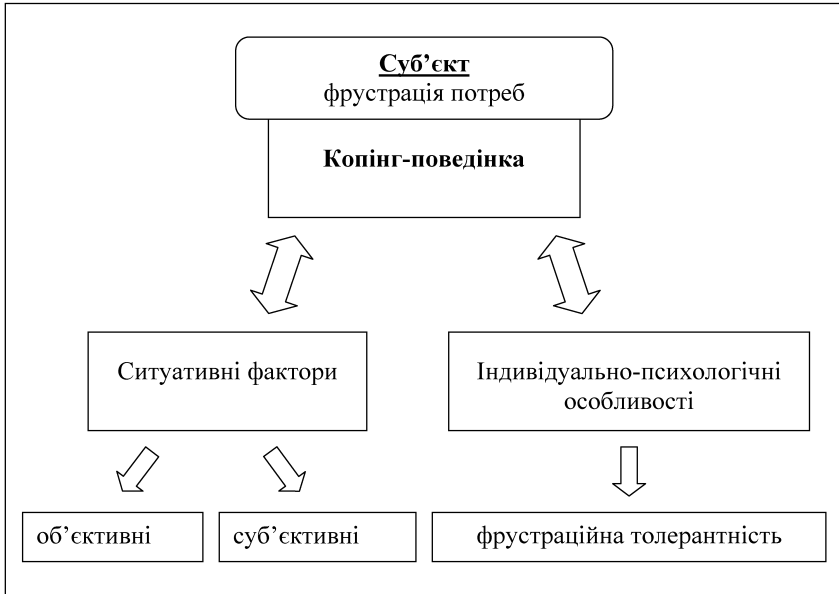 Суб’єкт
фрустрація потреб
Копінг-поведінка
Ситуативні фактори
Індивідуально-психологічні
особливості
об’єктивні
суб’єктивні
фрустраційна толерантність